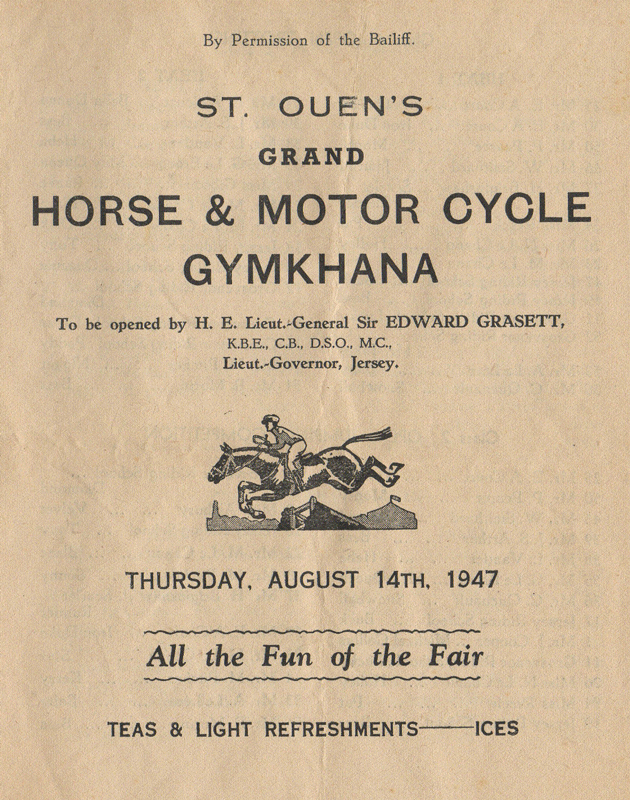 By Permission of the Bailiff.
ST. OUEN'S
GRAND
HORSE & MOTOR CYCLE
GYMKHANA
To be opened by H. E. Lieut.-General Sir EDWARD GRASETT,
K.B.E., C.B., D.S.O., M.C.,
Lieut.-Governor, Jersey.
THURSDAY, AUGUST 14TH, 1947
All the Fun of the Fair
TEAS & LIGHT REFRESHMENTS——ICES